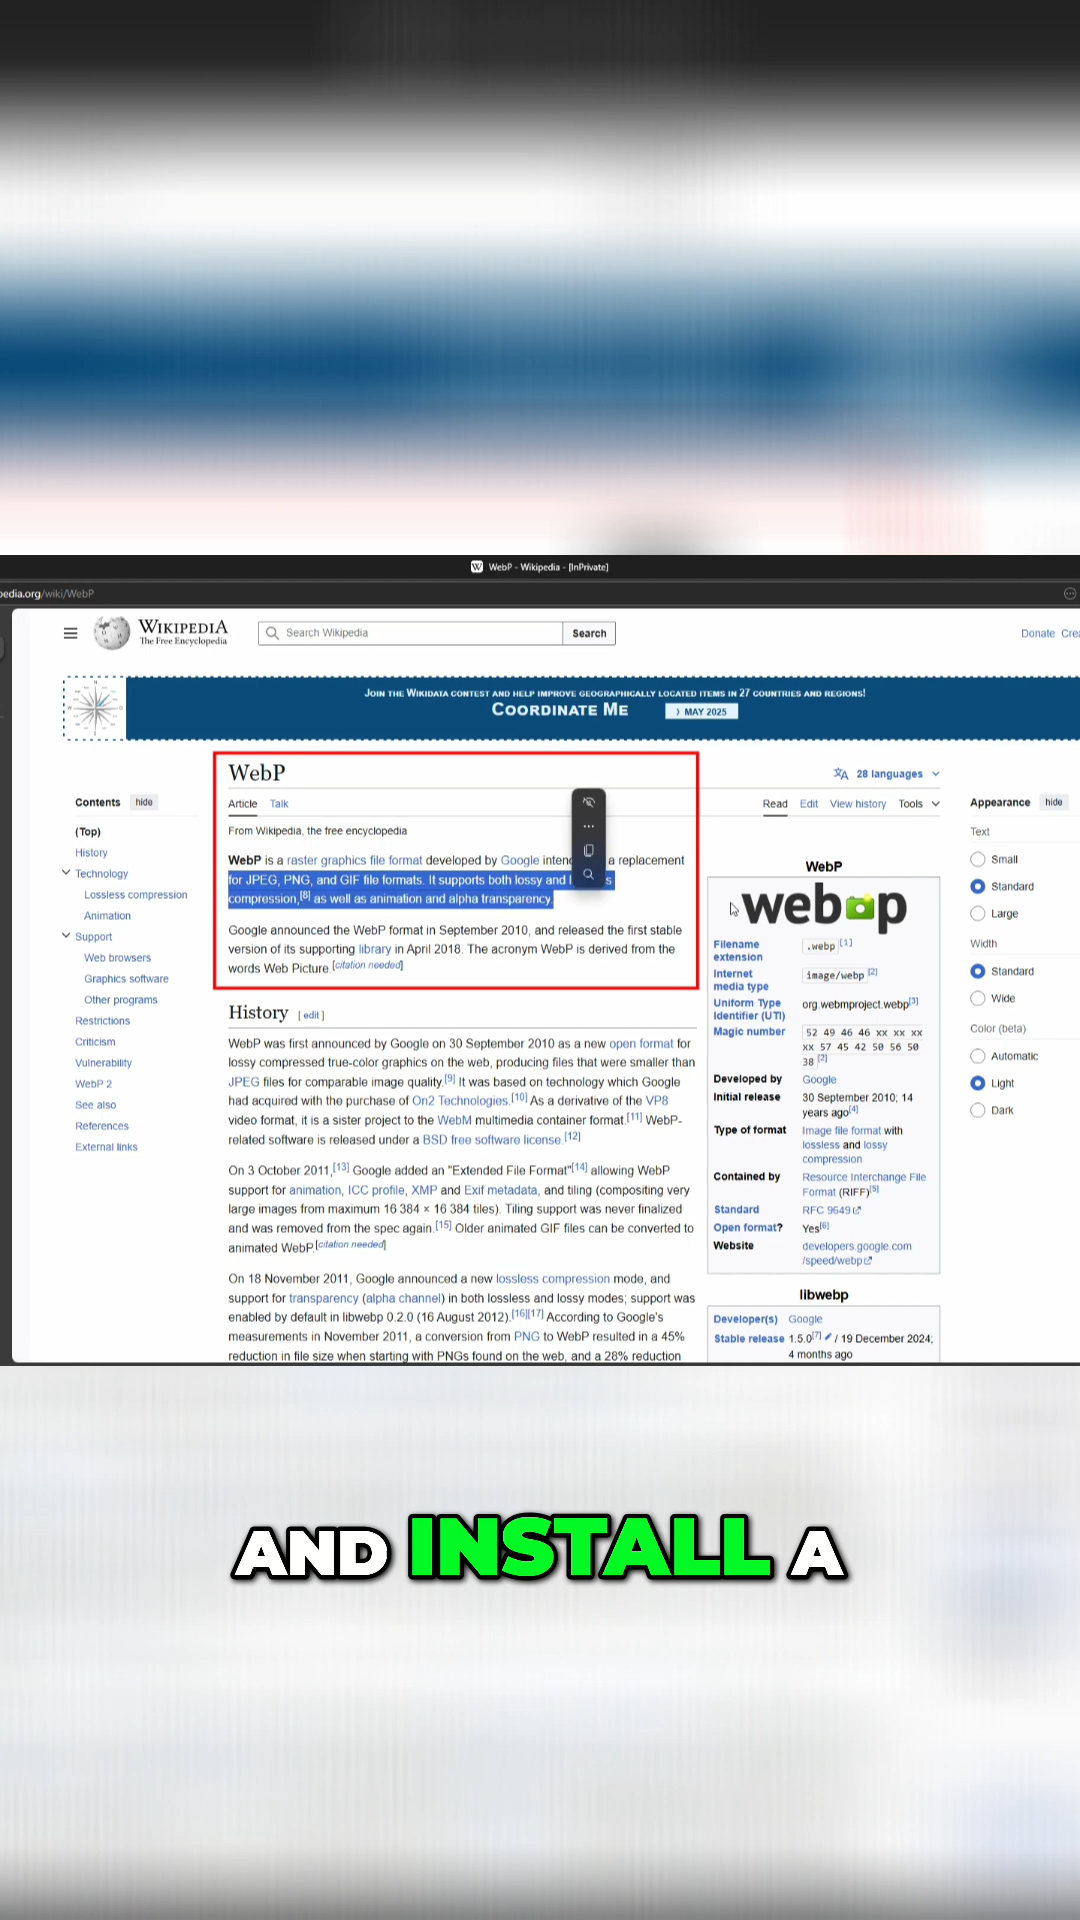 WebP - Wikipedia - [InPrivate]
pedia.org/wiki/WebP
WIKIPEDIA
The Free Encyclopedia
Search Wikipedia
Search
Donate
JOIN THE WIKIDATA CONTEST AND HELP IMPROVE GEOGRAPHICALLY LOCATED ITEMS IN 27 COUNTRIES AND REGIONS!
COORDINATE ME
› MAY 2025
Contents hide
(Top)
History
Technology
Lossless compression
Animation
Support
Web browsers
Graphics software
Other programs
Restrictions
Criticism
Vulnerability
WebP 2
See also
References
External links
WebP
28 languages
Article Talk
Read Edit View history Tools
From Wikipedia, the free encyclopedia
WebP is a raster graphics file format developed by Google a replacement
for JPEG, PNG, and GIF file formats. It supports both lossy and
compression,[8] as well as animation and alpha transparency.
Google announced the WebP format in September 2010, and released the first stable
version of its supporting library in April 2018. The acronym WebP is derived from the
words Web Picture.[citation needed]
History [ edit ]
WebP was first announced by Google on 30 September 2010 as a new open format for
lossy compressed true-color graphics on the web, producing files that were smaller than
JPEG files for comparable image quality.[9] It was based on technology which Google
had acquired with the purchase of On2 Technologies.[10] As a derivative of the VP8
video format, it is a sister project to the WebM multimedia container format.[11] WebP-
related software is released under a BSD free software license.[12]
On 3 October 2011,[13] Google added an "Extended File Format"[14] allowing WebP
support for animation, ICC profile, XMP and Exif metadata, and tiling (compositing very
large images from maximum 16 384 × 16 384 tiles). Tiling support was never finalized
and was removed from the spec again.[15] Older animated GIF files can be converted to
animated WebP.[citation needed]
On 18 November 2011, Google announced a new lossless compression mode, and
support for transparency (alpha channel) in both lossless and lossy modes; support was
enabled by default in libwebp 0.2.0 (16 August 2012).[16][17] According to Google's
measurements in November 2011, a conversion from PNG to WebP resulted in a 45%
reduction in file size when starting with PNGs found on the web, and a 28% reduction
WebP
webp
Filename extension .webp [1]
Internet media type image/webp [2]
Uniform Type Identifier (UTI) org.webmproject.webp[3]
Magic number 52 49 46 46 xx xx xx
xx 57 45 42 50 56 50
38 [2]
Developed by Google
Initial release 30 September 2010; 14
years ago[4]
Type of format Image file format with
lossless and lossy
compression
Contained by Resource Interchange File
Format (RIFF)[5]
Standard RFC 9649
Open format? Yes[6]
Website developers.google.com
/speed/webp
libwebp
Developer(s) Google
Stable release 1.5.0[7] / 19 December 2024;
4 months ago
Appearance hide
Text
Small
Standard
Large
Width
Standard
Wide
Color (beta)
Automatic
Light
Dark
AND INSTALL A